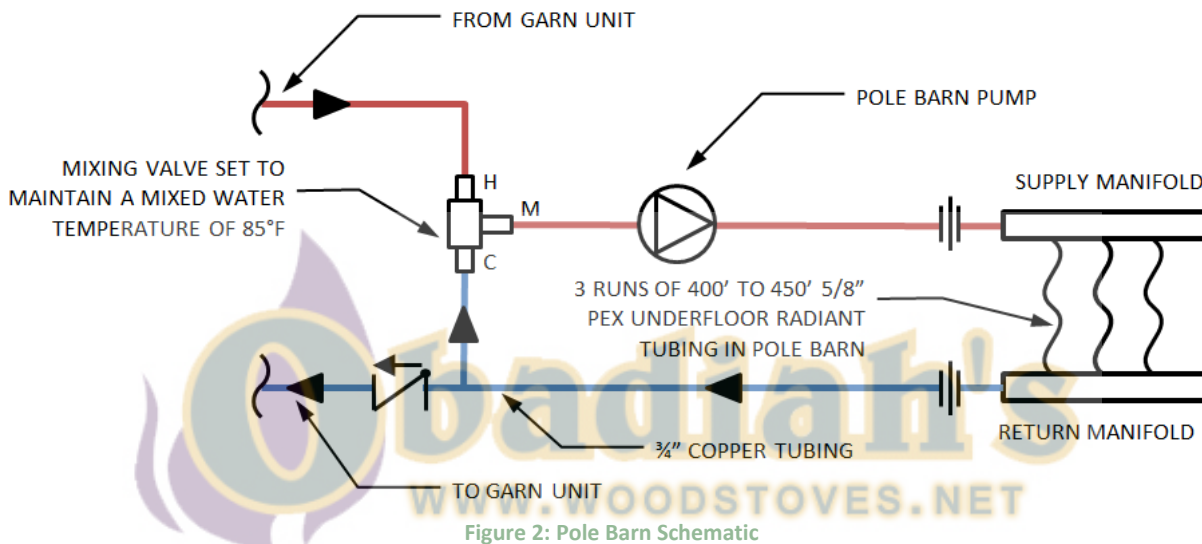 FROM GARN UNIT
POLE BARN PUMP
MIXING VALVE SET TO
MAINTAIN A MIXED WATER
TEMPERATURE OF 85°F
H
M
C
SUPPLY MANIFOLD
3 RUNS OF 400' TO 450' 5/8"
PEX UNDERFLOOR RADIANT
TUBING IN POLE BARN
Obadiah's
RETURN MANIFOLD
¾" COPPER TUBING
TO GARN UNIT
WWW.WOODSTOVES.NET
Figure 2: Pole Barn Schematic